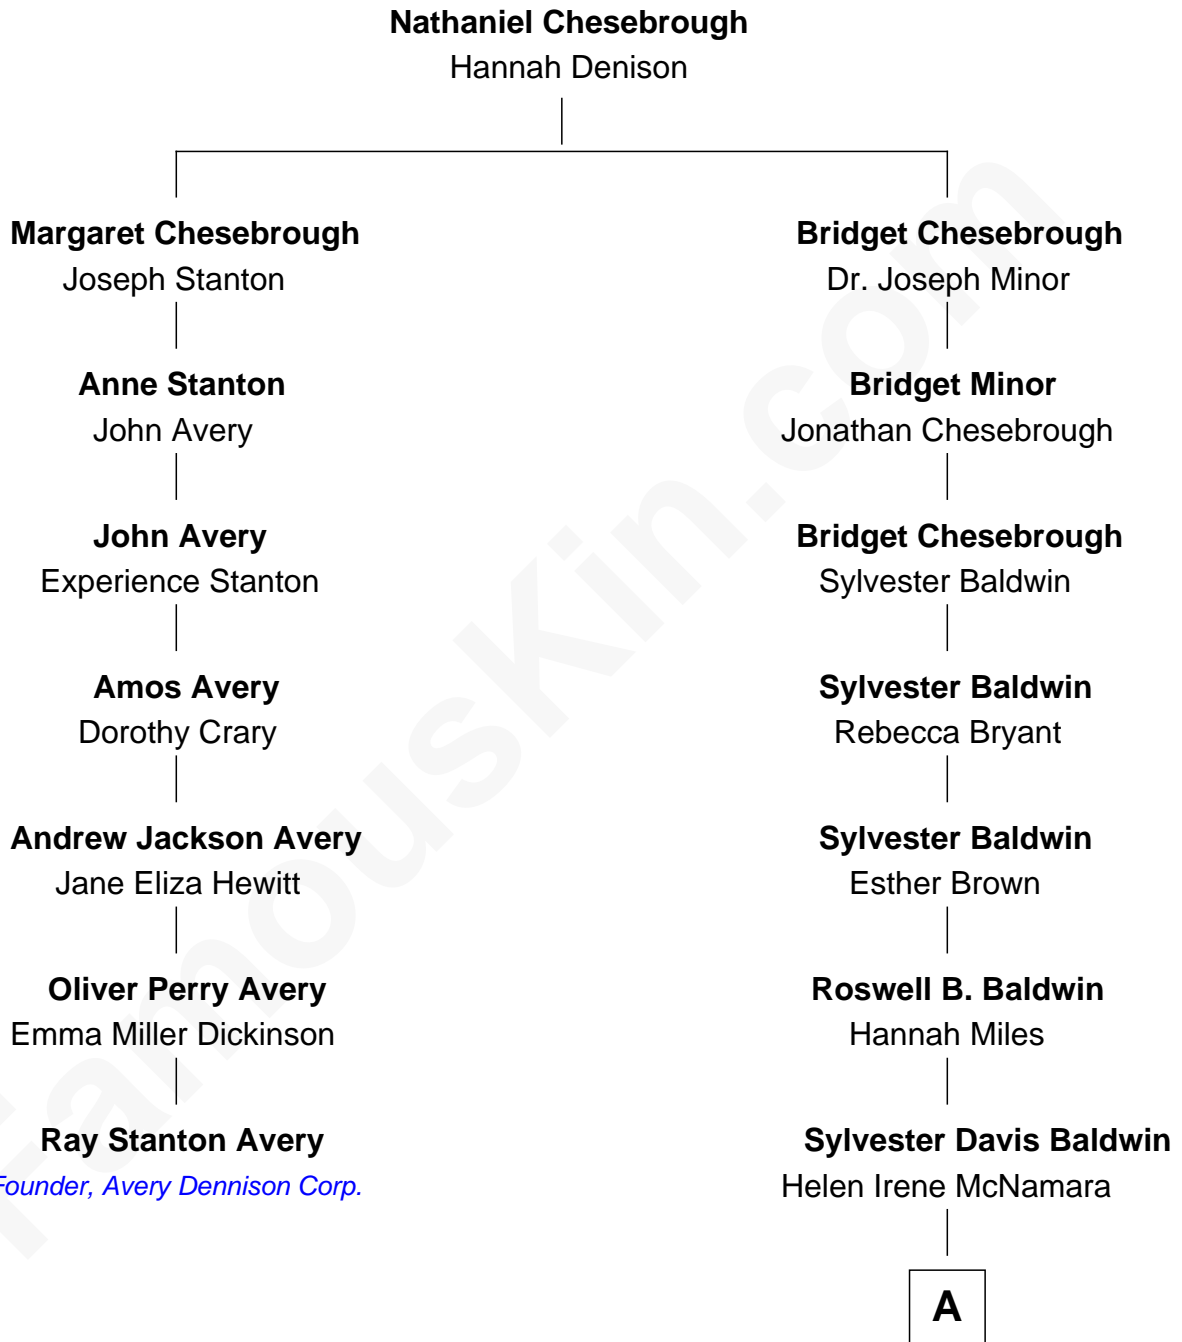 Nathaniel Chesebrough
Hannah Denison
Margaret Chesebrough
Joseph Stanton
Bridget Chesebrough
Dr. Joseph Minor
Anne Stanton
John Avery
Bridget Minor
Jonathan Chesebrough
John Avery
Experience Stanton
Bridget Chesebrough
Sylvester Baldwin
Amos Avery
Dorothy Crary
Sylvester Baldwin
Rebecca Bryant
Andrew Jackson Avery
Jane Eliza Hewitt
Sylvester Baldwin
Esther Brown
Oliver Perry Avery
Emma Miller Dickinson
Roswell B. Baldwin
Hannah Miles
Ray Stanton Avery
Founder, Avery Dennison Corp.
Sylvester Davis Baldwin
Helen Irene McNamara
A
FamousKin.com